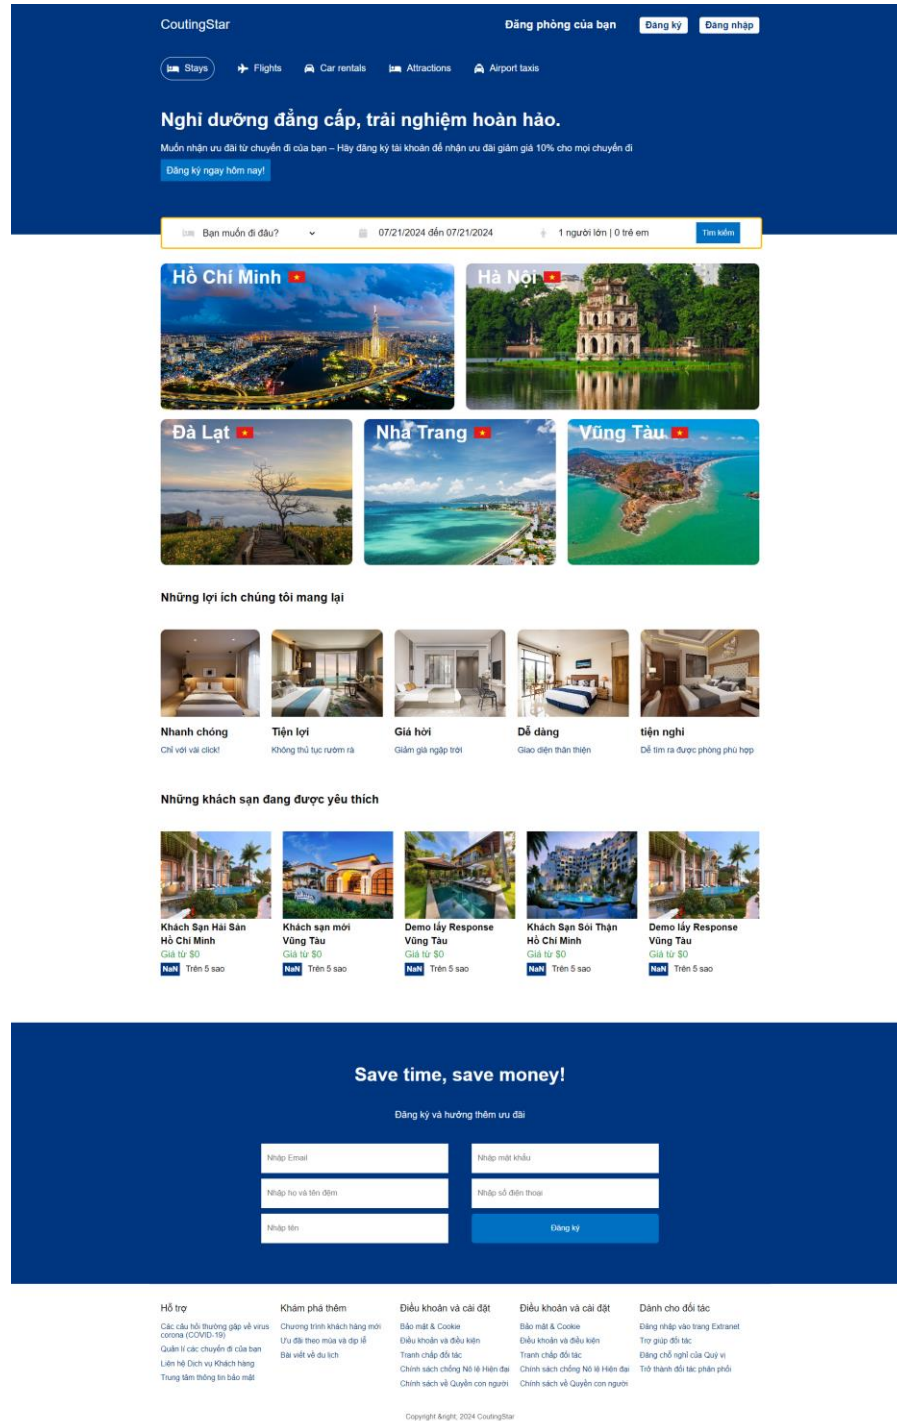 CoutingStar
Đăng phòng của bạn
Đăng ký
Đăng nhập
Stays
Flights
Car rentals
Attractions
Airport taxis
Nghỉ dưỡng đẳng cấp, trải nghiệm hoàn hảo.
Muốn nhận ưu đãi từ chuyến đi của bạn – Hãy đăng ký tài khoản để nhận ưu đãi giảm giá 10% cho mọi chuyến đi
Đăng ký ngay hôm nay!
Bạn muốn đi đâu?
07/21/2024 đến 07/21/2024
1 người lớn | 0 trẻ em
Tìm kiếm
Hồ Chí Minh
Hà Nội
Đà Lạt
Nha Trang
Vũng Tàu
Những lợi ích chúng tôi mang lại
Nhanh chóng
Tiện lợi
Giá hời
Dễ dàng
tiện nghi
Chỉ với vài click!
Không thủ tục rườm rà
Giảm giá ngập trời
Giao diện thân thiện
Dễ tìm ra được phòng phù hợp
Những khách sạn đang được yêu thích
Khách Sạn Hải Sản
Hồ Chí Minh
Giá từ $0
NaN Trên 5 sao
Khách sạn mới
Vũng Tàu
Giá từ $0
NaN Trên 5 sao
Demo lấy Response
Vũng Tàu
Giá từ $0
NaN Trên 5 sao
Khách Sạn Sói Thận
Hồ Chí Minh
Giá từ $0
NaN Trên 5 sao
Demo lấy Response
Vũng Tàu
Giá từ $0
NaN Trên 5 sao
Save time, save money!
Đăng ký và hưởng thêm ưu đãi
Nhập Email
Nhập mật khẩu
Nhập họ và tên đệm
Nhập số điện thoại
Nhập tên
Đăng ký
Hỗ trợ
Các câu hỏi thường gặp về virus
corona (COVID-19)
Quản lí các chuyến đi của bạn
Liên hệ Dịch vụ Khách hàng
Trung tâm thông tin bảo mật
Khám phá thêm
Chương trình khách hàng mới
Ưu đãi theo mùa và dịp lễ
Bài viết về du lịch
Điều khoản và cài đặt
Bảo mật & Cookie
Điều khoản và điều kiện
Tranh chấp đối tác
Chính sách chống Nô lệ Hiện đại
Chính sách về Quyền con người
Điều khoản và cài đặt
Bảo mật & Cookie
Điều khoản và điều kiện
Tranh chấp đối tác
Chính sách chống Nô lệ Hiện đại
Chính sách về Quyền con người
Dành cho đối tác
Đăng nhập vào trang Extranet
Trợ giúp đối tác
Đăng chỗ nghỉ của Quý vị
Trở thành đối tác phân phối
Copyright &right; 2024 CoutingStar